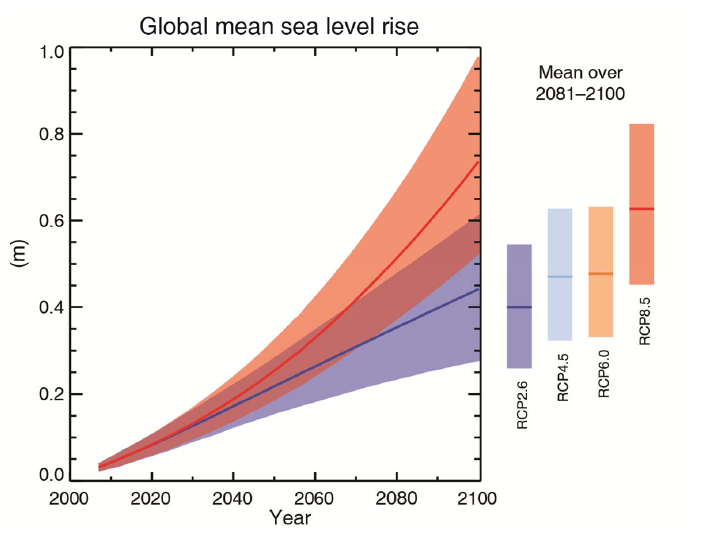 Global mean sea level rise
1.0
0.8
0.6
0.4
0.2
0.0
(m)
2000 2020 2040 2060 2080 2100
Year
Mean over
2081–2100
RCP2.6
RCP4.5
RCP6.0
RCP8.5